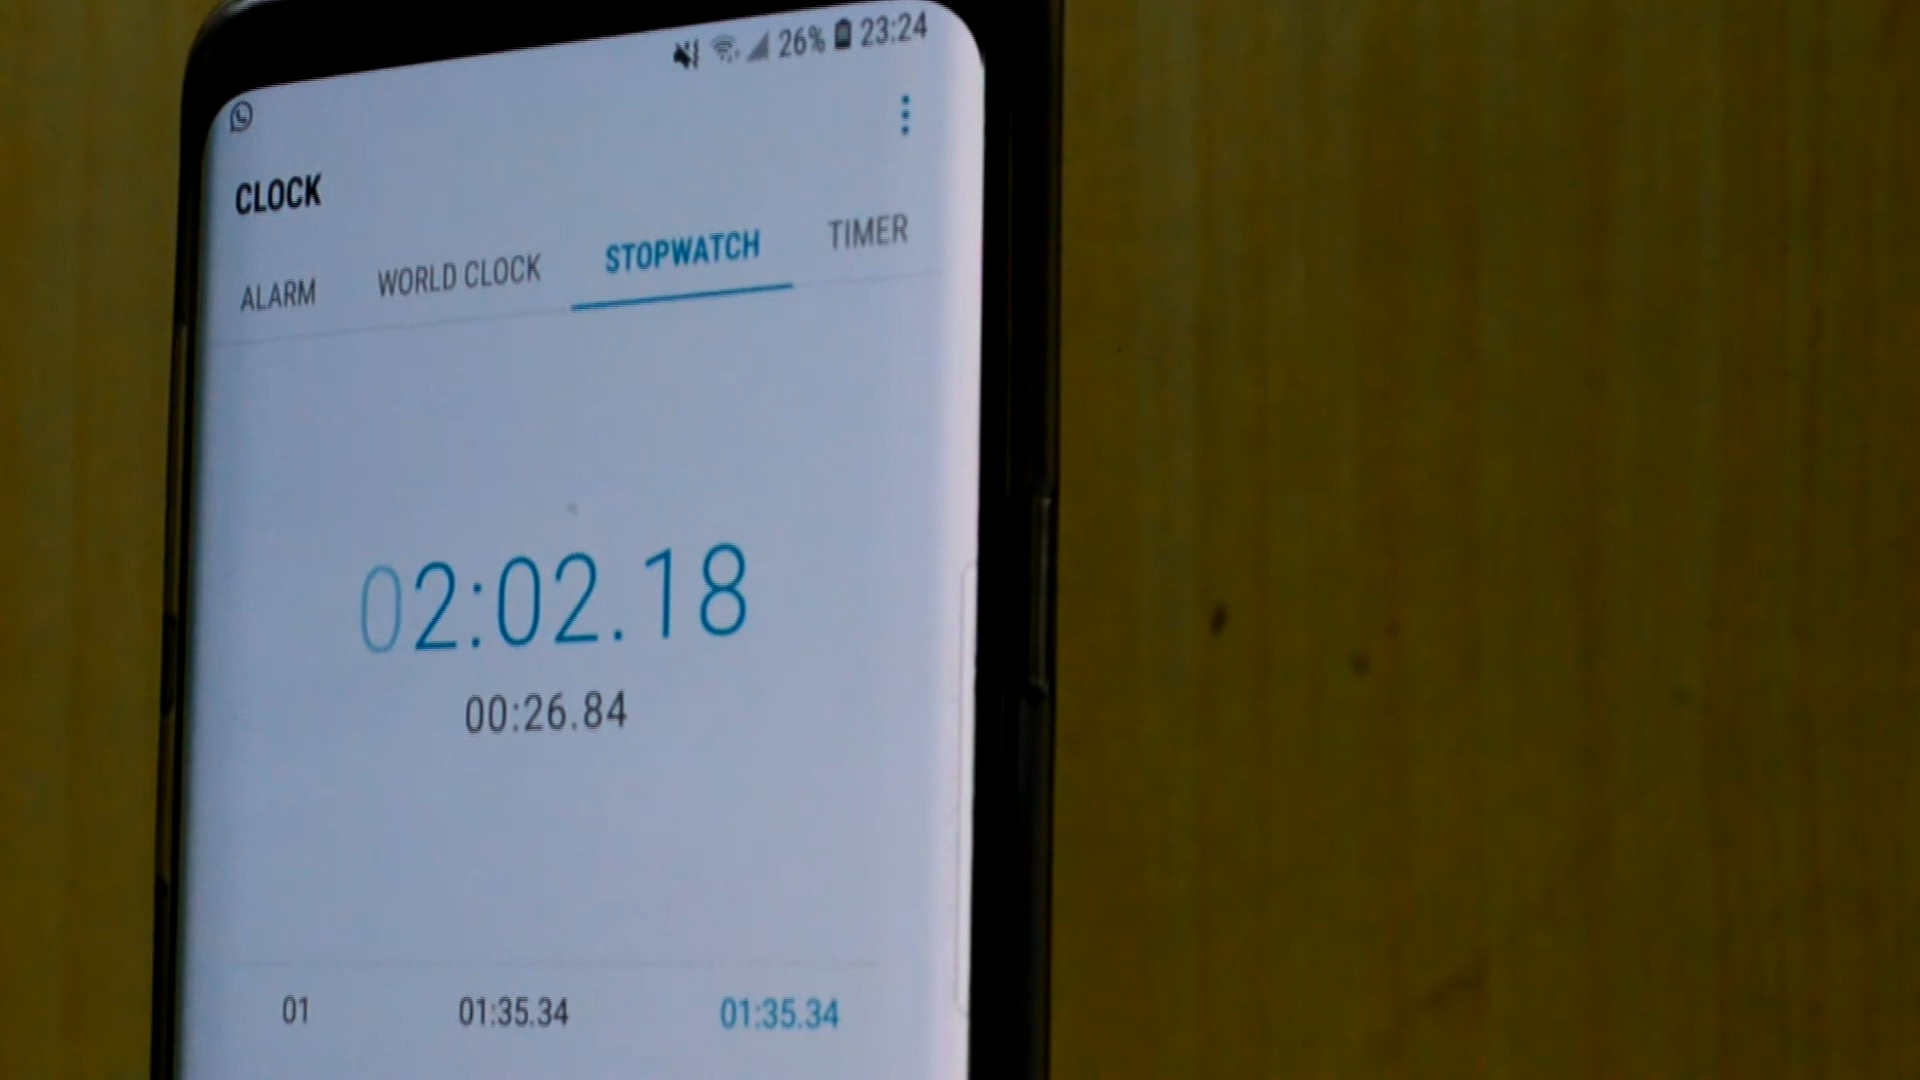 26% 23:24
CLOCK
ALARM WORLD CLOCK STOPWATCH TIMER
02:02.18
00:26.84
01 01:35.34 01:35.34